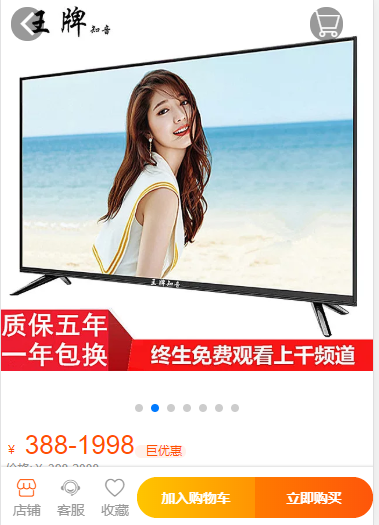 王牌知音
王牌知音
质保五年
一年包换
终生免费观看上千频道
¥ 388-1998 巨优惠
店铺
客服
收藏
加入购物车
立即购买